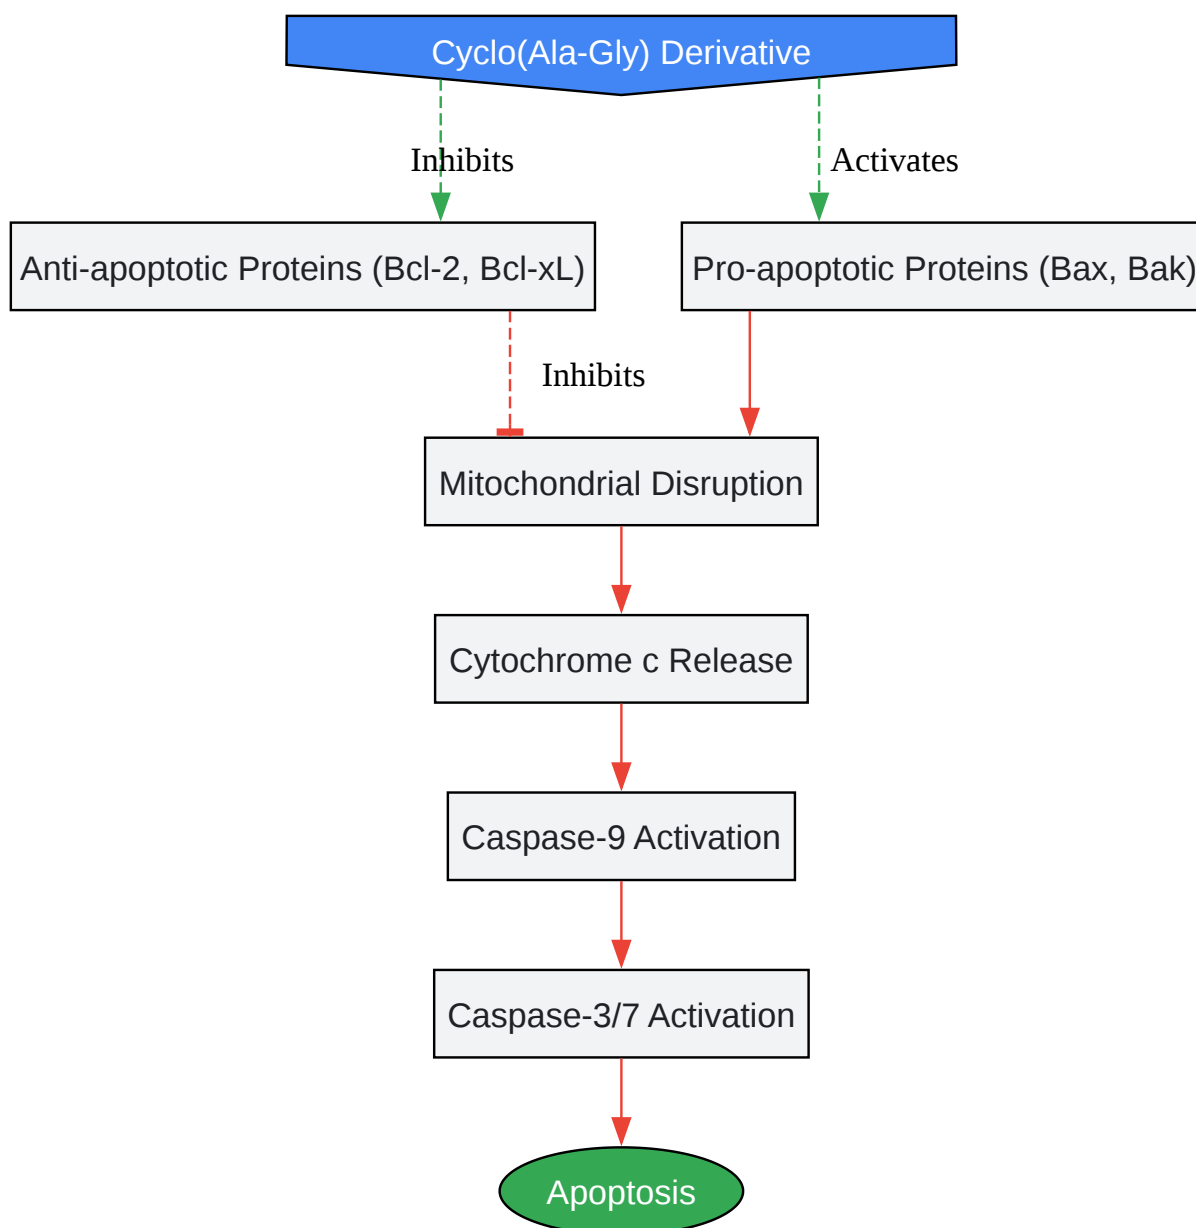 Cyclo(Ala-Gly) Derivative
Inhibits
Activates
Anti-apoptotic Proteins (Bcl-2, Bcl-xL)
Pro-apoptotic Proteins (Bax, Bak)
Inhibits
Mitochondrial Disruption
Cytochrome c Release
Caspase-9 Activation
Caspase-3/7 Activation
Apoptosis